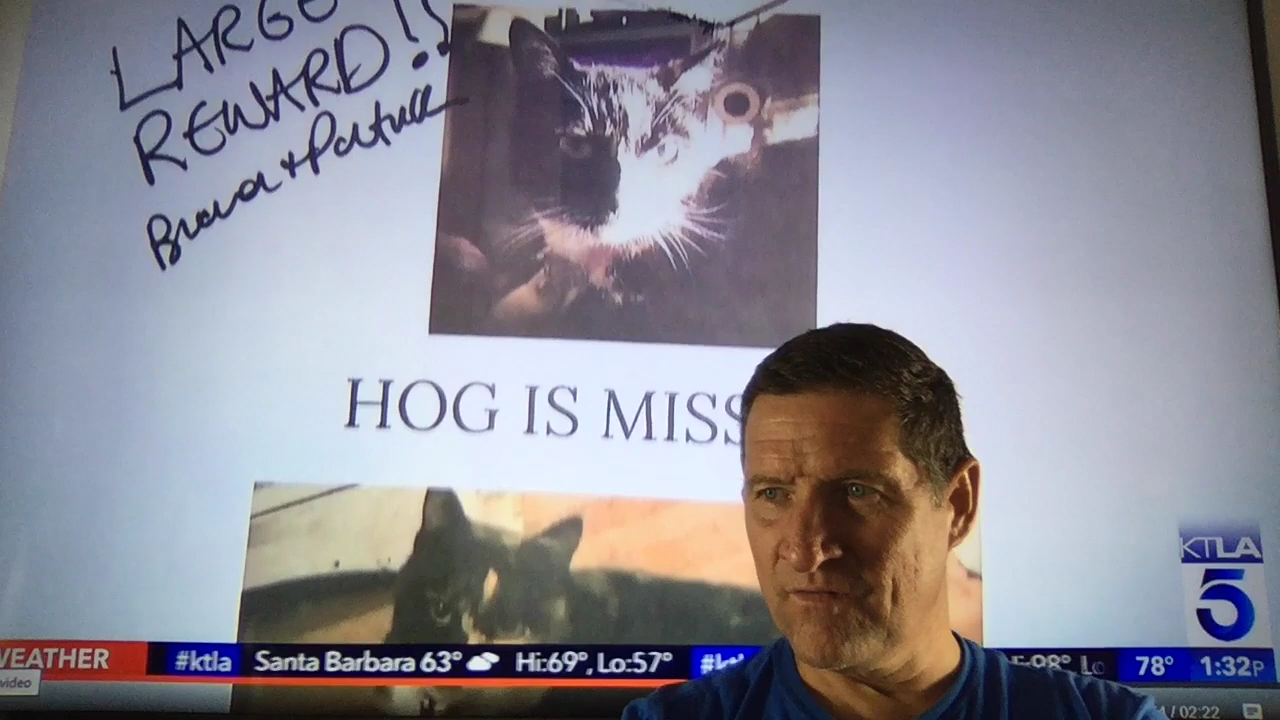 LARGE
REWARD!!
HOG IS MISS
KTLA
5
WEATHER
#ktla
Santa Barbara 63° Hi:69°, Lo:57°
78°
1:32P
video
/ 02:22